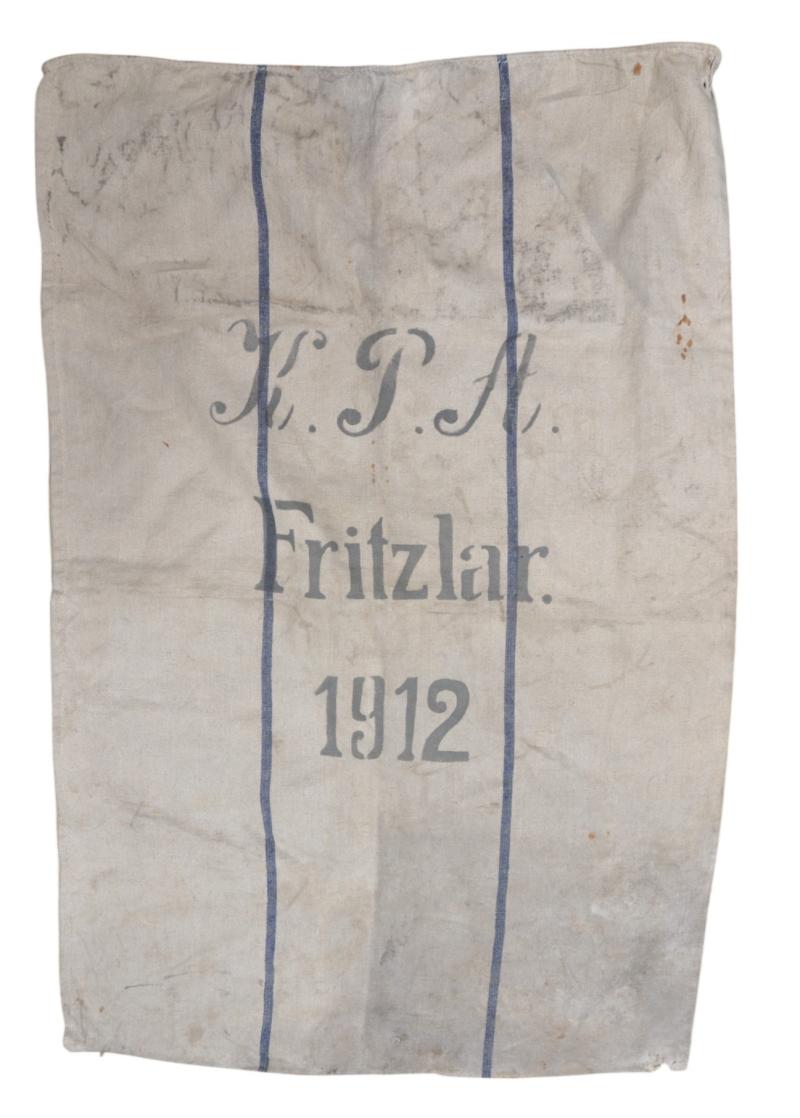 K. P. A.
Fritzlar.
1912